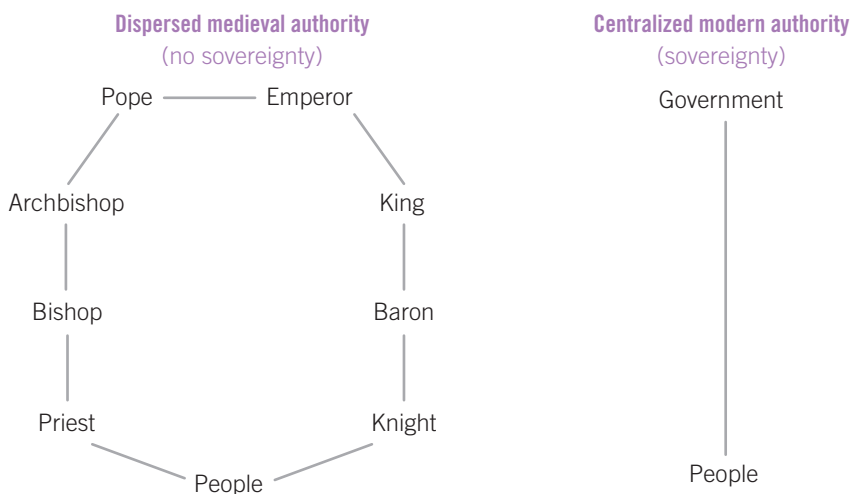 Dispersed medieval authority
(no sovereignty)
Pope
Emperor
Archbishop
King
Bishop
Baron
Priest
Knight
People
Centralized modern authority
(sovereignty)
Government
People